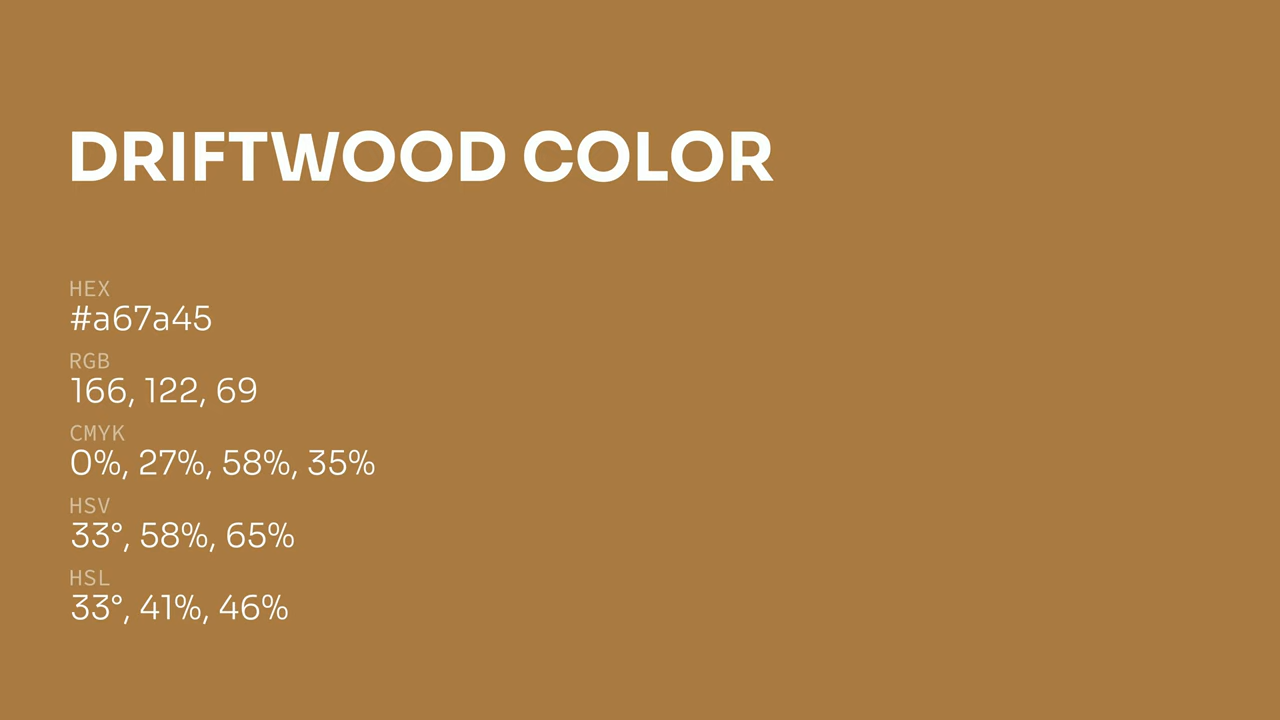 DRIFTWOOD COLOR
HEX
#a67a45
RGB
166, 122, 69
CMYK
0%, 27%, 58%, 35%
HSV
33°, 58%, 65%
HSL
33°, 41%, 46%